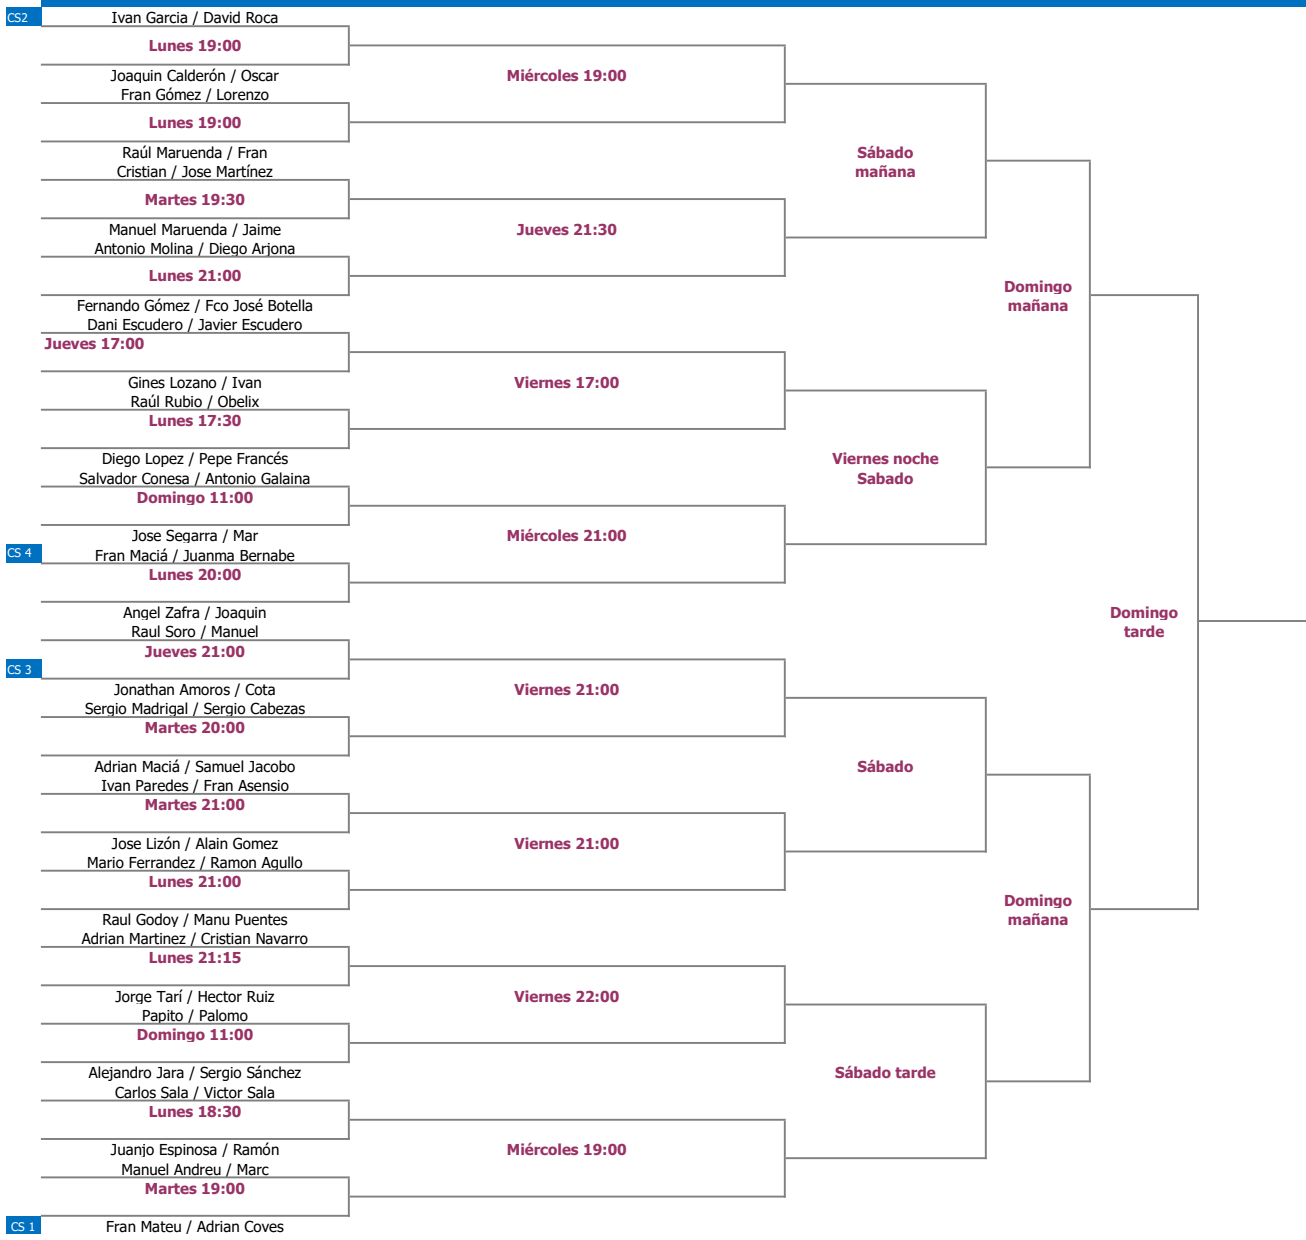 CS2
Ivan Garcia / David Roca
Lunes 19:00
Joaquin Calderón / Oscar
Miércoles 19:00
Fran Gómez / Lorenzo
Lunes 19:00
Raúl Maruenda / Fran
Sábado
mañana
Cristian / Jose Martínez
Martes 19:30
Manuel Maruenda / Jaime
Jueves 21:30
Antonio Molina / Diego Arjona
Lunes 21:00
Domingo
mañana
Fernando Gómez / Fco José Botella
Dani Escudero / Javier Escudero
Jueves 17:00
Gines Lozano / Ivan
Viernes 17:00
Raúl Rubio / Obelix
Lunes 17:30
Diego Lopez / Pepe Francés
Viernes noche
Sabado
Salvador Conesa / Antonio Galaina
Domingo 11:00
Jose Segarra / Mar
Miércoles 21:00
CS 4
Fran Maciá / Juanma Bernabe
Lunes 20:00
Angel Zafra / Joaquin
Domingo
tarde
Raul Soro / Manuel
Jueves 21:00
CS 3
Jonathan Amoros / Cota
Viernes 21:00
Sergio Madrigal / Sergio Cabezas
Martes 20:00
Adrian Maciá / Samuel Jacobo
Sábado
Ivan Paredes / Fran Asensio
Martes 21:00
Jose Lizón / Alain Gomez
Viernes 21:00
Mario Ferrandez / Ramon Agullo
Lunes 21:00
Domingo
mañana
Raul Godoy / Manu Puentes
Adrian Martinez / Cristian Navarro
Lunes 21:15
Jorge Tarí / Hector Ruiz
Viernes 22:00
Papito / Palomo
Domingo 11:00
Alejandro Jara / Sergio Sánchez
Sábado tarde
Carlos Sala / Victor Sala
Lunes 18:30
Juanjo Espinosa / Ramón
Miércoles 19:00
Manuel Andreu / Marc
Martes 19:00
CS 1
Fran Mateu / Adrian Coves